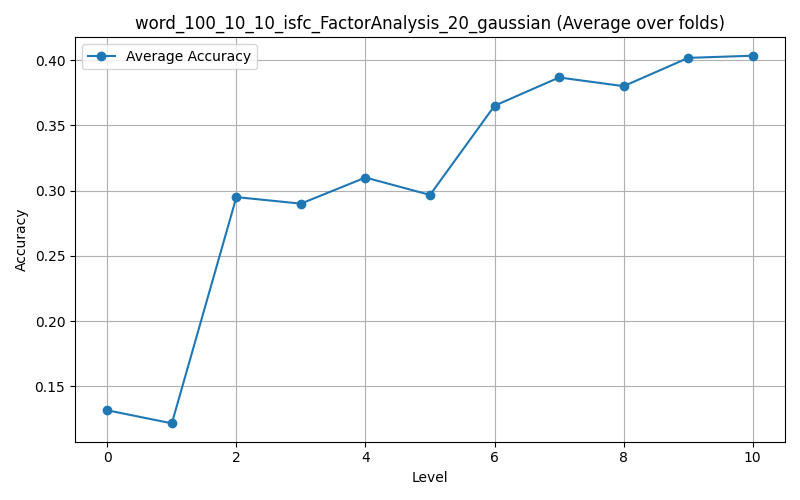 word_100_10_10_isfc_FactorAnalysis_20_gaussian (Average over folds)
Average Accuracy
0.40
0.35
0.30
0.25
0.20
0.15
Accuracy
0 2 4 6 8 10
Level